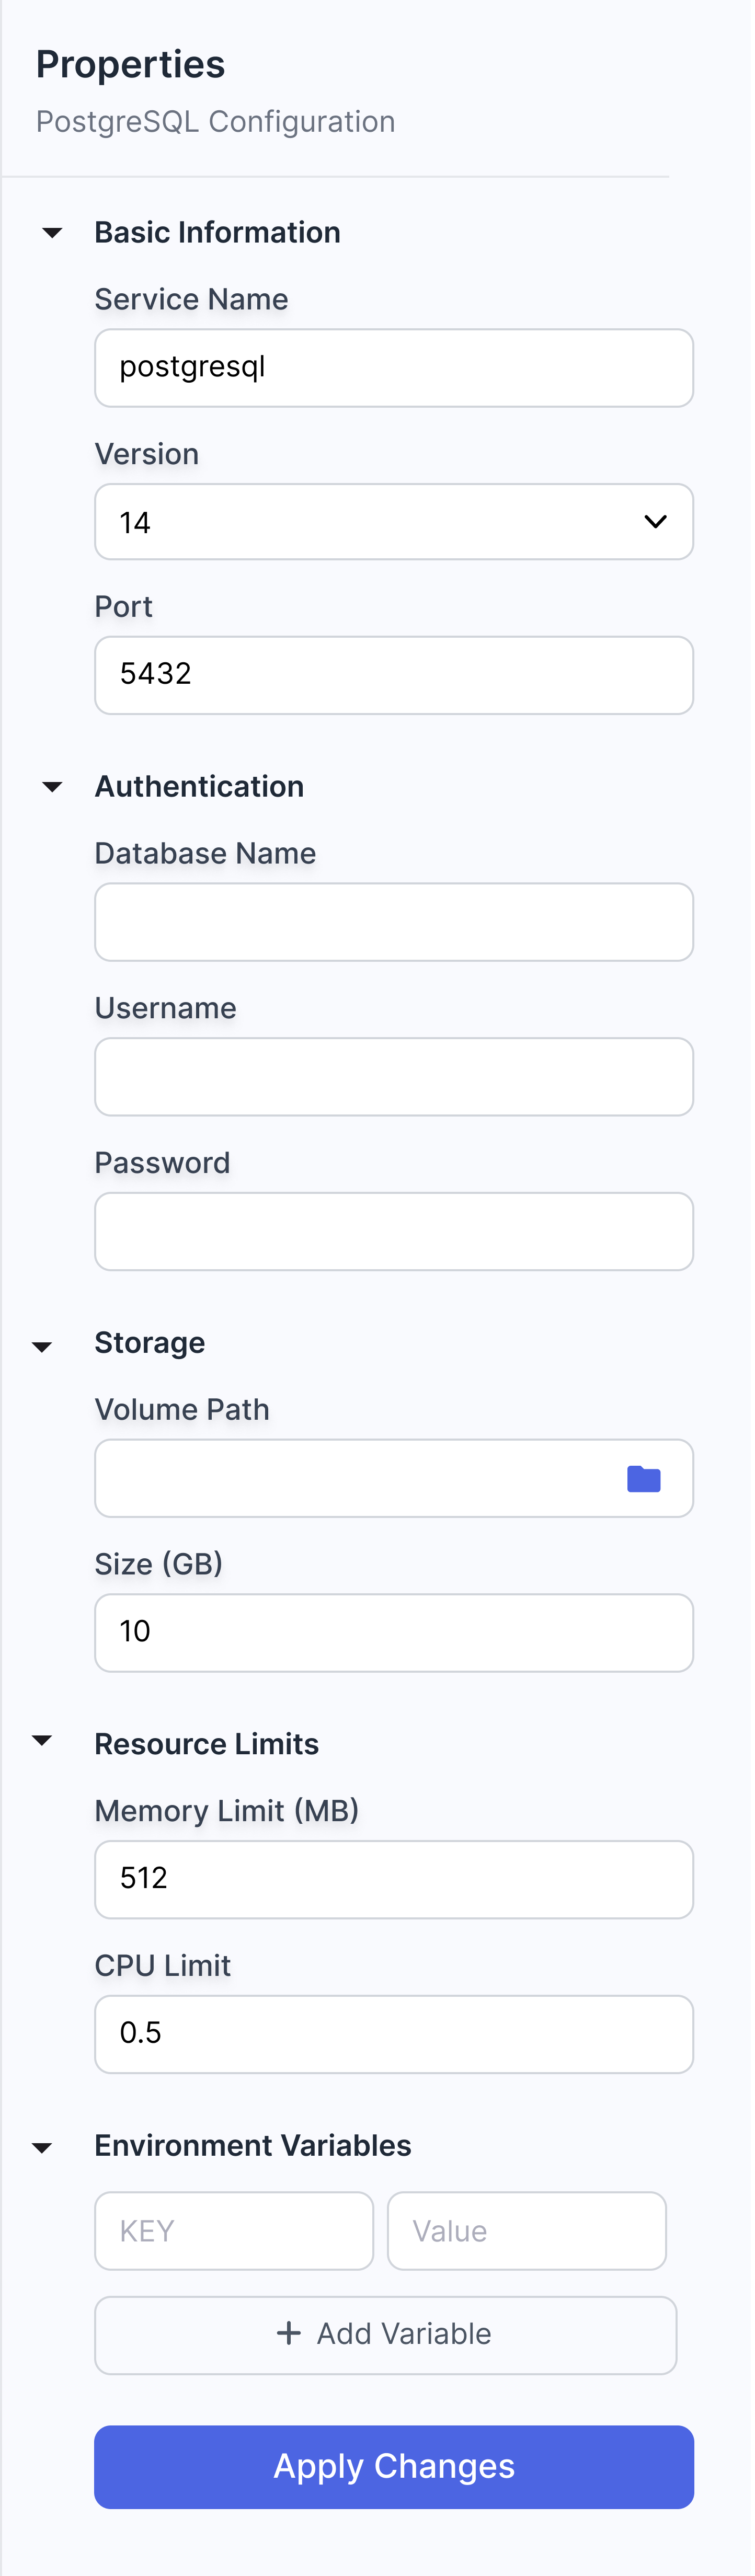 Properties
PostgreSQL Configuration
Basic Information
Service Name
postgresql
Version
14
Port
5432
Authentication
Database Name
Username
Password
Storage
Volume Path
Size (GB)
10
Resource Limits
Memory Limit (MB)
512
CPU Limit
0.5
Environment Variables
KEY Value
+ Add Variable
Apply Changes